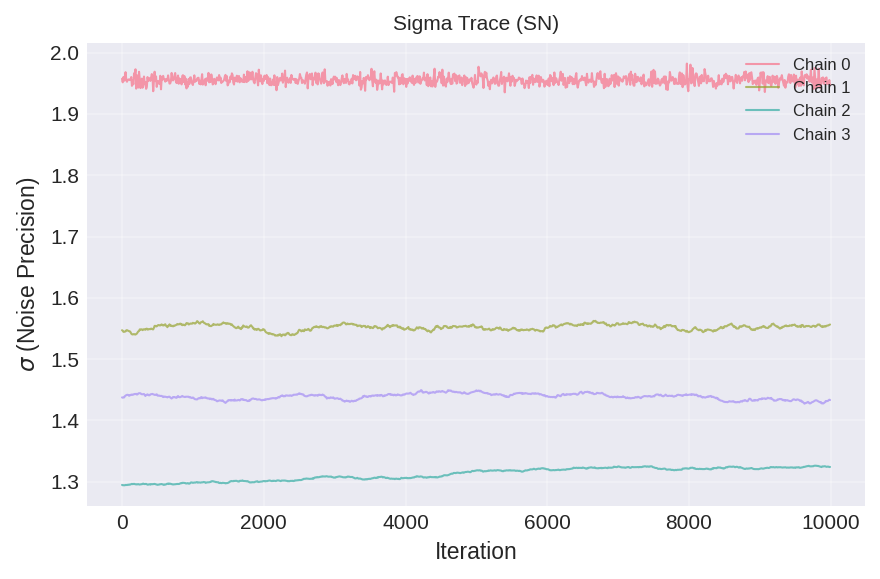 Sigma Trace (SN)
2.0
1.9
1.8
1.7
1.6
1.5
1.4
1.3
σ (Noise Precision)
Chain 0
Chain 1
Chain 2
Chain 3
0 2000 4000 6000 8000 10000
Iteration